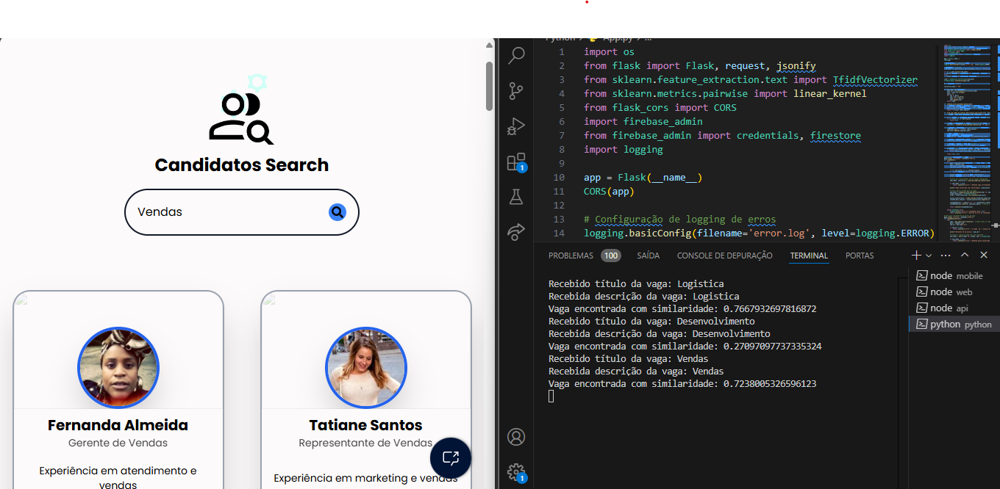 Candidatos Search
Vendas
Fernanda Almeida
Gerente de Vendas
Experiência em atendimento e
vendas
Tatiane Santos
Representante de Vendas
Experiência em marketing e vendas
Python > App.py > ...
1 import os
2 from flask import Flask, request, jsonify
3 from sklearn.feature_extraction.text import TfidfVectorizer
4 from sklearn.metrics.pairwise import linear_kernel
5 from flask_cors import CORS
6 import firebase_admin
7 from firebase_admin import credentials, firestore
8 import logging
9
10 app = Flask(__name__)
11 CORS(app)
12
13 # Configuração de logging de erros
14 logging.basicConfig(filename='error.log', level=logging.ERROR)
PROBLEMAS 100 SAÍDA CONSOLE DE DEPURAÇÃO TERMINAL PORTAS
Recebido título da vaga: Logistica
Recebida descrição da vaga: Logistica
Vaga encontrada com similaridade: 0.7667932697816872
Recebido título da vaga: Desenvolvimento
Recebida descrição da vaga: Desenvolvimento
Vaga encontrada com similaridade: 0.27097097737335324
Recebido título da vaga: Vendas
Recebida descrição da vaga: Vendas
Vaga encontrada com similaridade: 0.7238005326596123
node mobile
node web
node api
python python
1
1